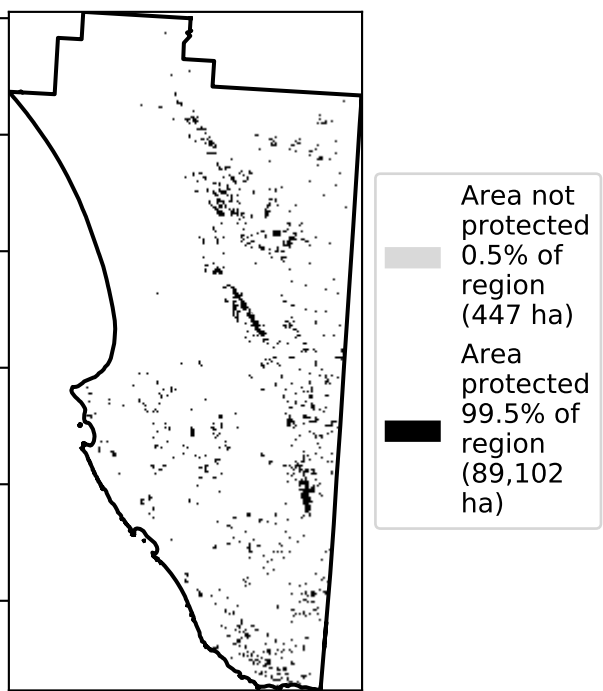 Area not
protected
0.5% of
region
(447 ha)
Area
protected
99.5% of
region
(89,102
ha)